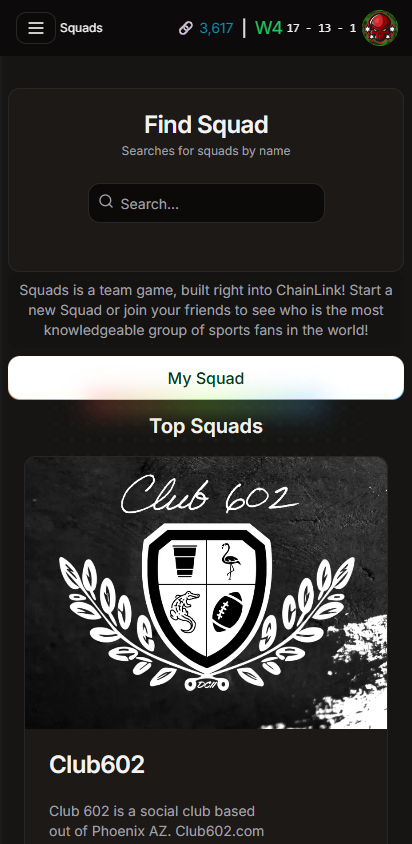 Squads
3,617 | W4 17 - 13 - 1
Find Squad
Searches for squads by name
Search...
Squads is a team game, built right into ChainLink! Start a
new Squad or join your friends to see who is the most
knowledgeable group of sports fans in the world!
My Squad
Top Squads
Club 602
DCH
Club602
Club 602 is a social club based
out of Phoenix AZ. Club602.com